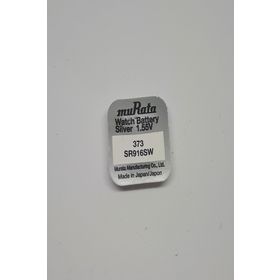 muRata
Watch Battery
Silver 1.55V
373
SR916SW
Murata Manufacturing Co., Ltd.
Made in Japan/Japon